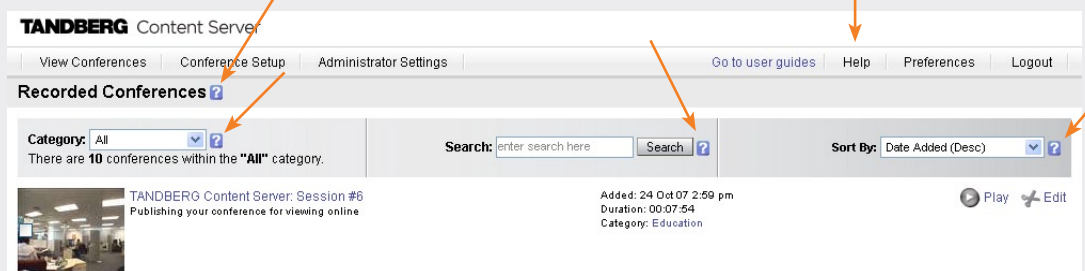 TANDBERG Content Server
View Conferences Conference Setup Administrator Settings Go to user guides Help Preferences Logout
Recorded Conferences ?
Category: All ? Search: enter search here Search ? Sort By: Date Added (Desc) ?
There are 10 conferences within the "All" category.
TANDBERG Content Server: Session #6 Added: 24 Oct 07 2:59 pm Play Edit
Publishing your conference for viewing online Duration: 00:07:54
Category: Education